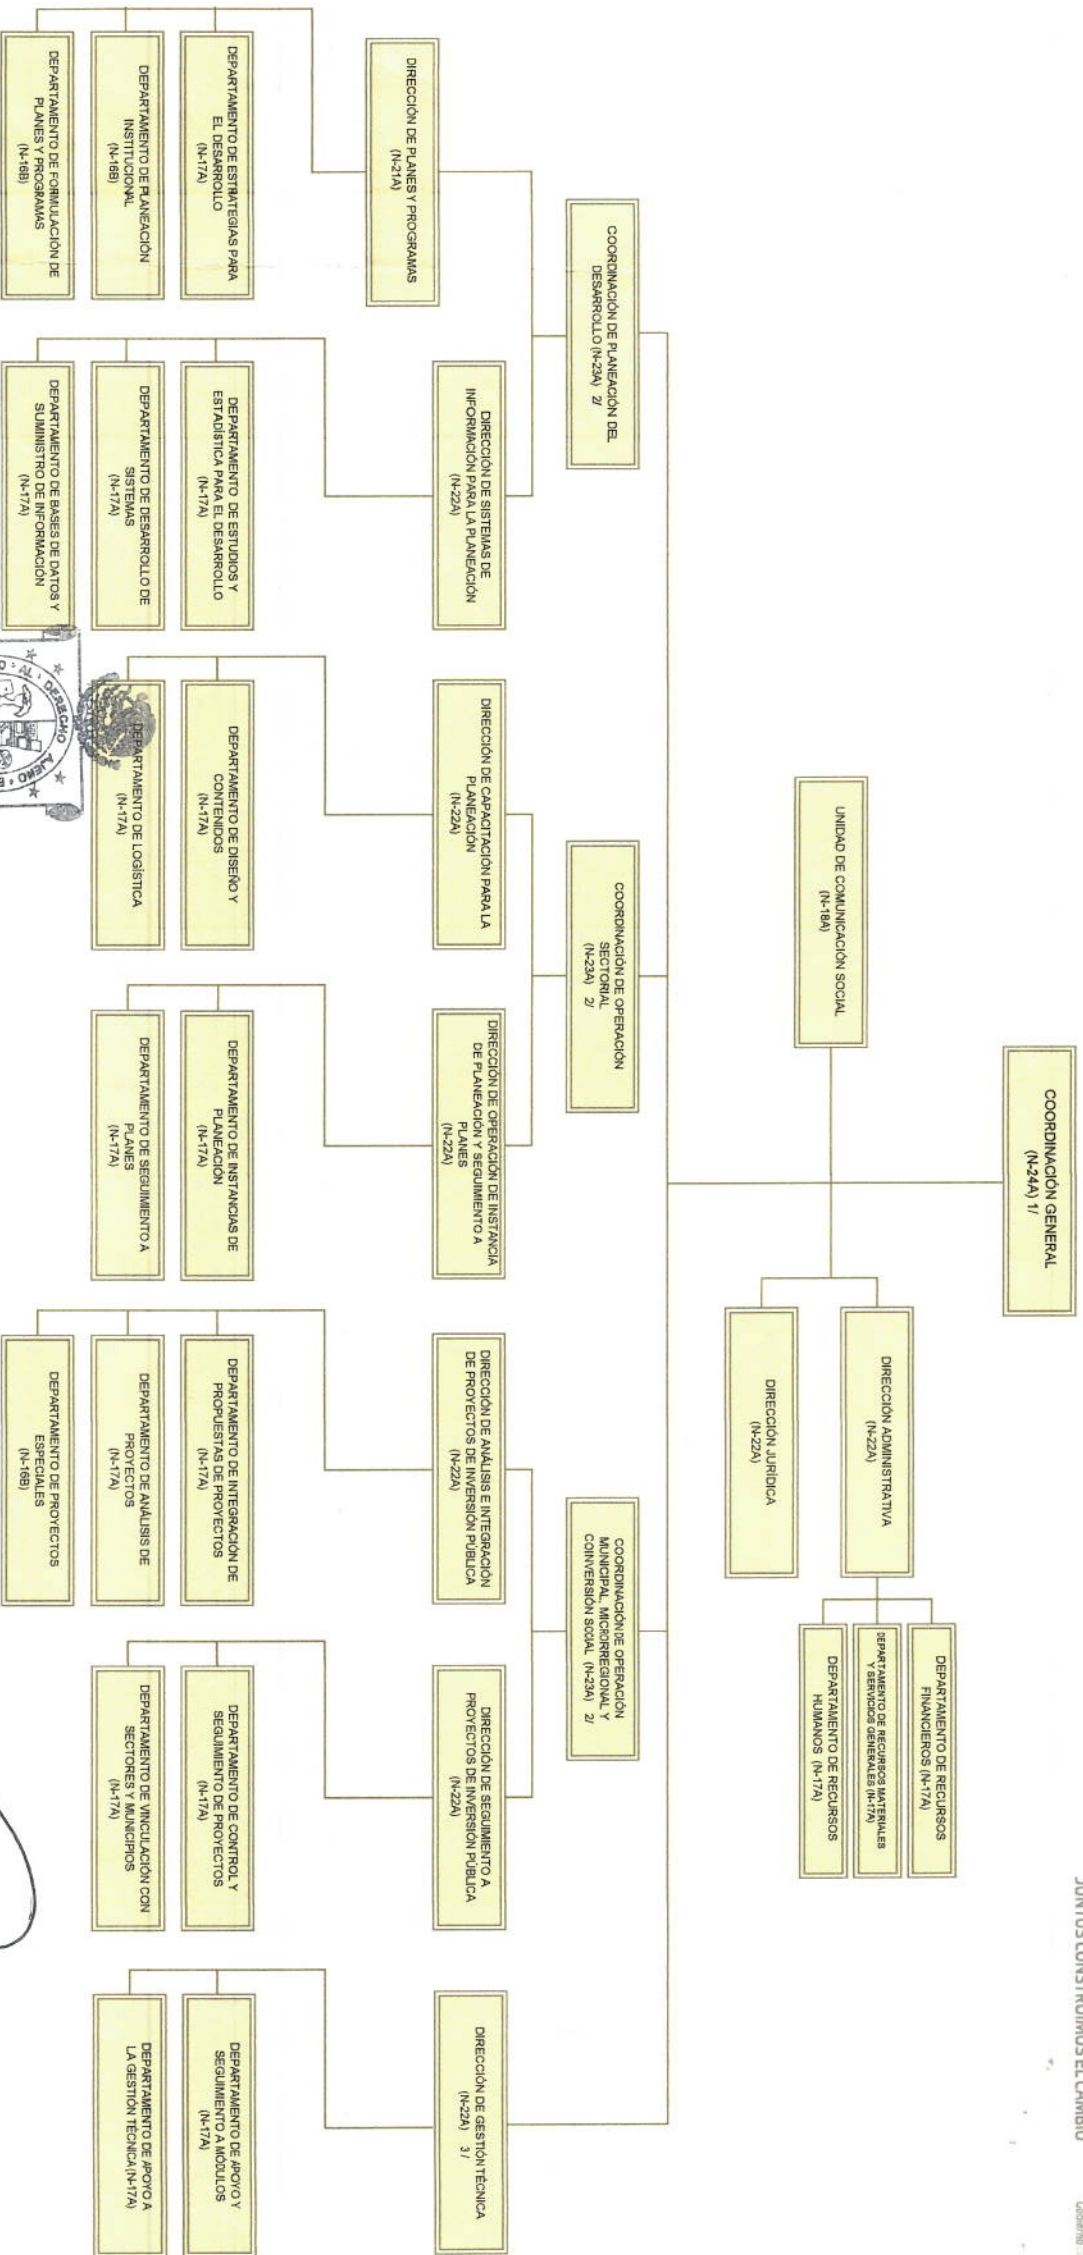 JUNTOS CONSTRUIMOS EL CAMBIO
Gobierno
COORDINACIÓN GENERAL
(N-24A) 1/
UNIDAD DE COMUNICACIÓN SOCIAL
(N-18A)
DIRECCIÓN ADMINISTRATIVA
(N-22A)
DIRECCIÓN JURÍDICA
(N-22A)
DEPARTAMENTO DE RECURSOS
FINANCIEROS (N-17A)
DEPARTAMENTO DE RECURSOS MATERIALES
Y SERVICIOS GENERALES (N-17A)
DEPARTAMENTO DE RECURSOS
HUMANOS (N-17A)
COORDINACIÓN DE PLANEACIÓN DEL
DESARROLLO (N-23A) 2/
COORDINACIÓN DE OPERACIÓN
SECTORIAL
(N-23A) 2/
COORDINACIÓN DE OPERACIÓN
MUNICIPAL, MICRORREGIONAL Y
COINVERSIÓN SOCIAL (N-23A) 2/
DIRECCIÓN DE PLANES Y PROGRAMAS
(N-21A)
DIRECCIÓN DE SISTEMAS DE
INFORMACIÓN PARA LA PLANEACIÓN
(N-22A)
DIRECCIÓN DE CAPACITACIÓN PARA LA
PLANEACIÓN
(N-22A)
DIRECCIÓN DE OPERACIÓN DE INSTANCIA
DE PLANEACIÓN Y SEGUIMIENTO A
PLANES
(N-22A)
DIRECCIÓN DE ANÁLISIS E INTEGRACIÓN
DE PROYECTOS DE INVERSIÓN PÚBLICA
(N-22A)
DIRECCIÓN DE SEGUIMIENTO A
PROYECTOS DE INVERSIÓN PÚBLICA
(N-22A)
DIRECCIÓN DE GESTIÓN TÉCNICA
(N-22A) 3/
DEPARTAMENTO DE ESTRATEGIAS PARA
EL DESARROLLO
(N-17A)
DEPARTAMENTO DE ESTUDIOS Y
ESTADÍSTICA PARA EL DESARROLLO
(N-17A)
DEPARTAMENTO DE DISEÑO Y
CONTENIDOS
(N-17A)
DEPARTAMENTO DE INSTANCIAS DE
PLANEACIÓN
(N-17A)
DEPARTAMENTO DE INTEGRACIÓN DE
PROPUESTAS DE PROYECTOS
(N-17A)
DEPARTAMENTO DE CONTROL Y
SEGUIMIENTO DE PROYECTOS
(N-17A)
DEPARTAMENTO DE APOYO Y
SEGUIMIENTO A MÓDULOS
(N-17A)
DEPARTAMENTO DE PLANEACIÓN
INSTITUCIONAL
(N-16B)
DEPARTAMENTO DE DESARROLLO DE
SISTEMAS
(N-17A)
DEPARTAMENTO DE LOGÍSTICA
(N-17A)
DEPARTAMENTO DE SEGUIMIENTO A
PLANES
(N-17A)
DEPARTAMENTO DE ANÁLISIS DE
PROYECTOS
(N-17A)
DEPARTAMENTO DE VINCULACIÓN CON
SECTORES Y MUNICIPIOS
(N-17A)
DEPARTAMENTO DE APOYO A
LA GESTIÓN TÉCNICA (N-17A)
DEPARTAMENTO DE FORMULACIÓN DE
PLANES Y PROGRAMAS
(N-16B)
DEPARTAMENTO DE BASES DE DATOS Y
SUMINISTRO DE INFORMACIÓN
(N-17A)
DEPARTAMENTO DE PROYECTOS
ESPECIALES
(N-16B)
AL DERECHO AJENO